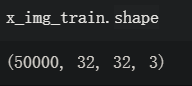 x_img_train.shape
(50000, 32, 32, 3)